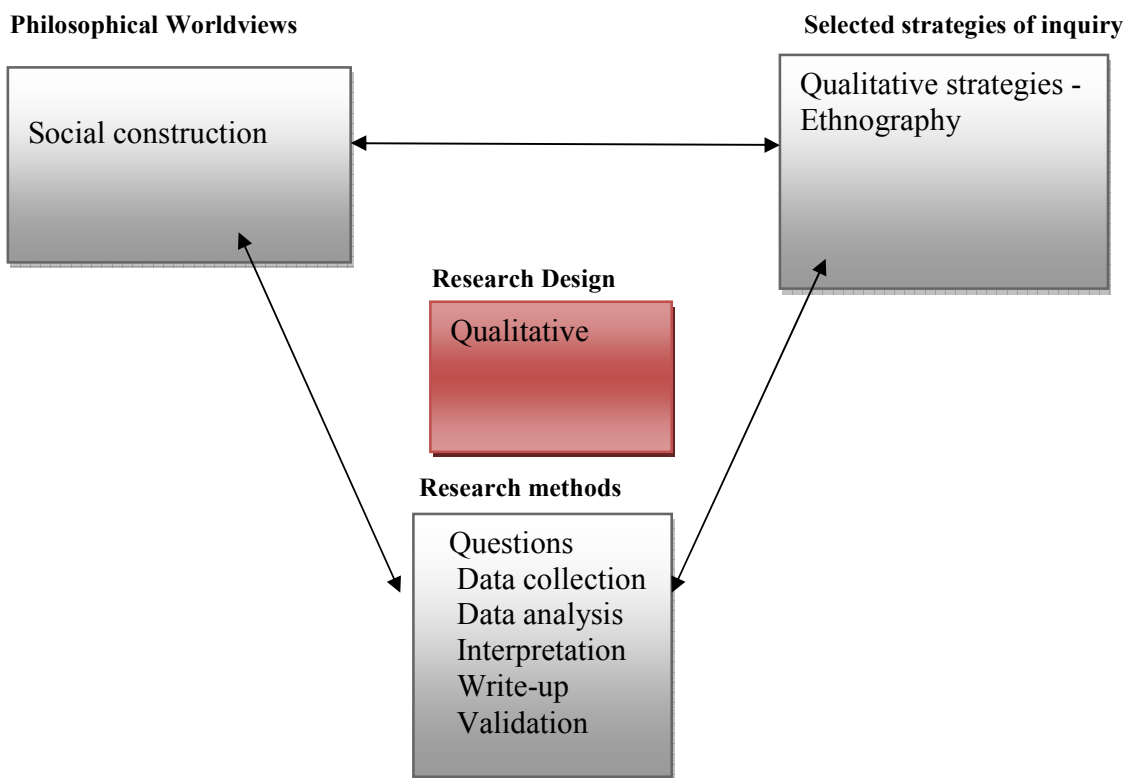 Philosophical Worldviews
Selected strategies of inquiry
Social construction
Qualitative strategies -
Ethnography
Research Design
Qualitative
Research methods
Questions
Data collection
Data analysis
Interpretation
Write-up
Validation